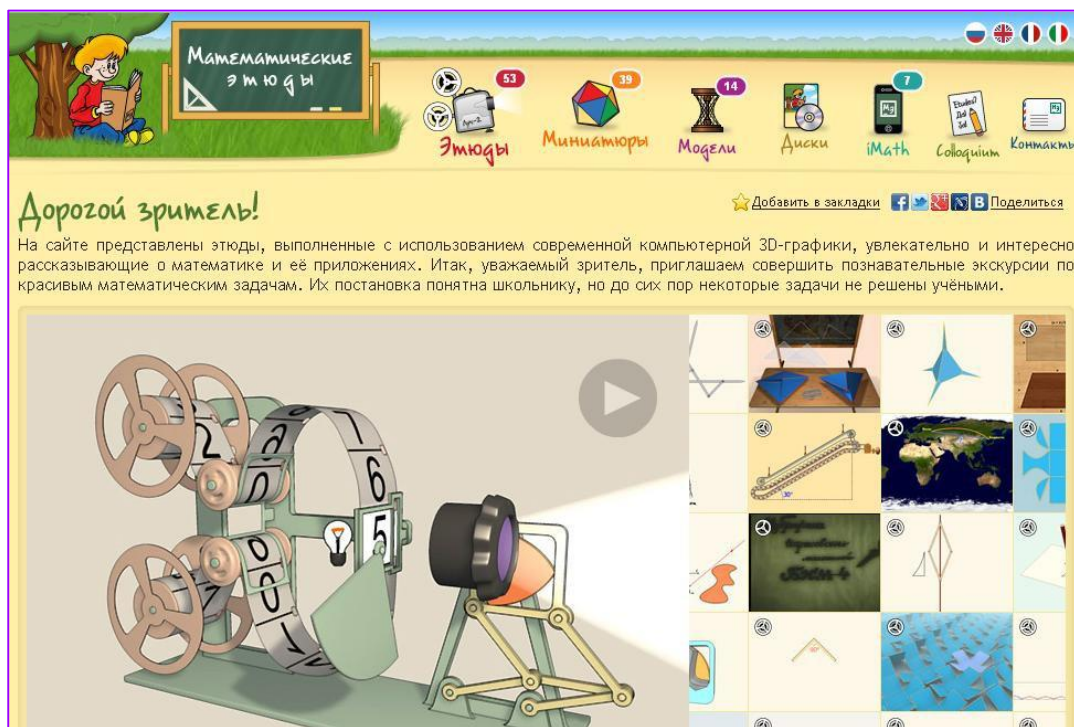 Математические
этюды
53
39
14
7
Этюды
Миниатюры
Модели
Диски
iMath
Colloquium
Контакты
Дорогой зритель!
Добавить в закладки
Поделиться
На сайте представлены этюды, выполненные с использованием современной компьютерной 3D-графики, увлекательно и интересно
рассказывающие о математике и её приложениях. Итак, уважаемый зритель, приглашаем совершить познавательные экскурсии по
красивым математическим задачам. Их постановка понятна школьнику, но до сих пор некоторые задачи не решены учёными.
6
5
30°